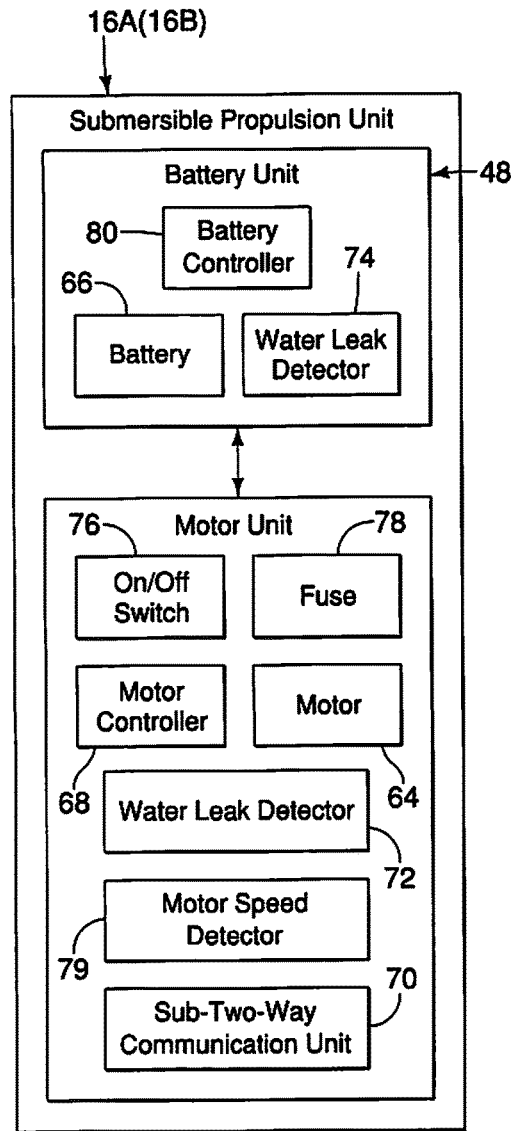 16A(16B)
Submersible Propulsion Unit
Battery Unit
48
80
Battery
Controller
66
74
Battery
Water Leak
Detector
76
Motor Unit
78
On/Off
Switch
Fuse
Motor
Controller
Motor
68
64
Water Leak Detector
72
Motor Speed
Detector
79
70
Sub-Two-Way
Communication Unit